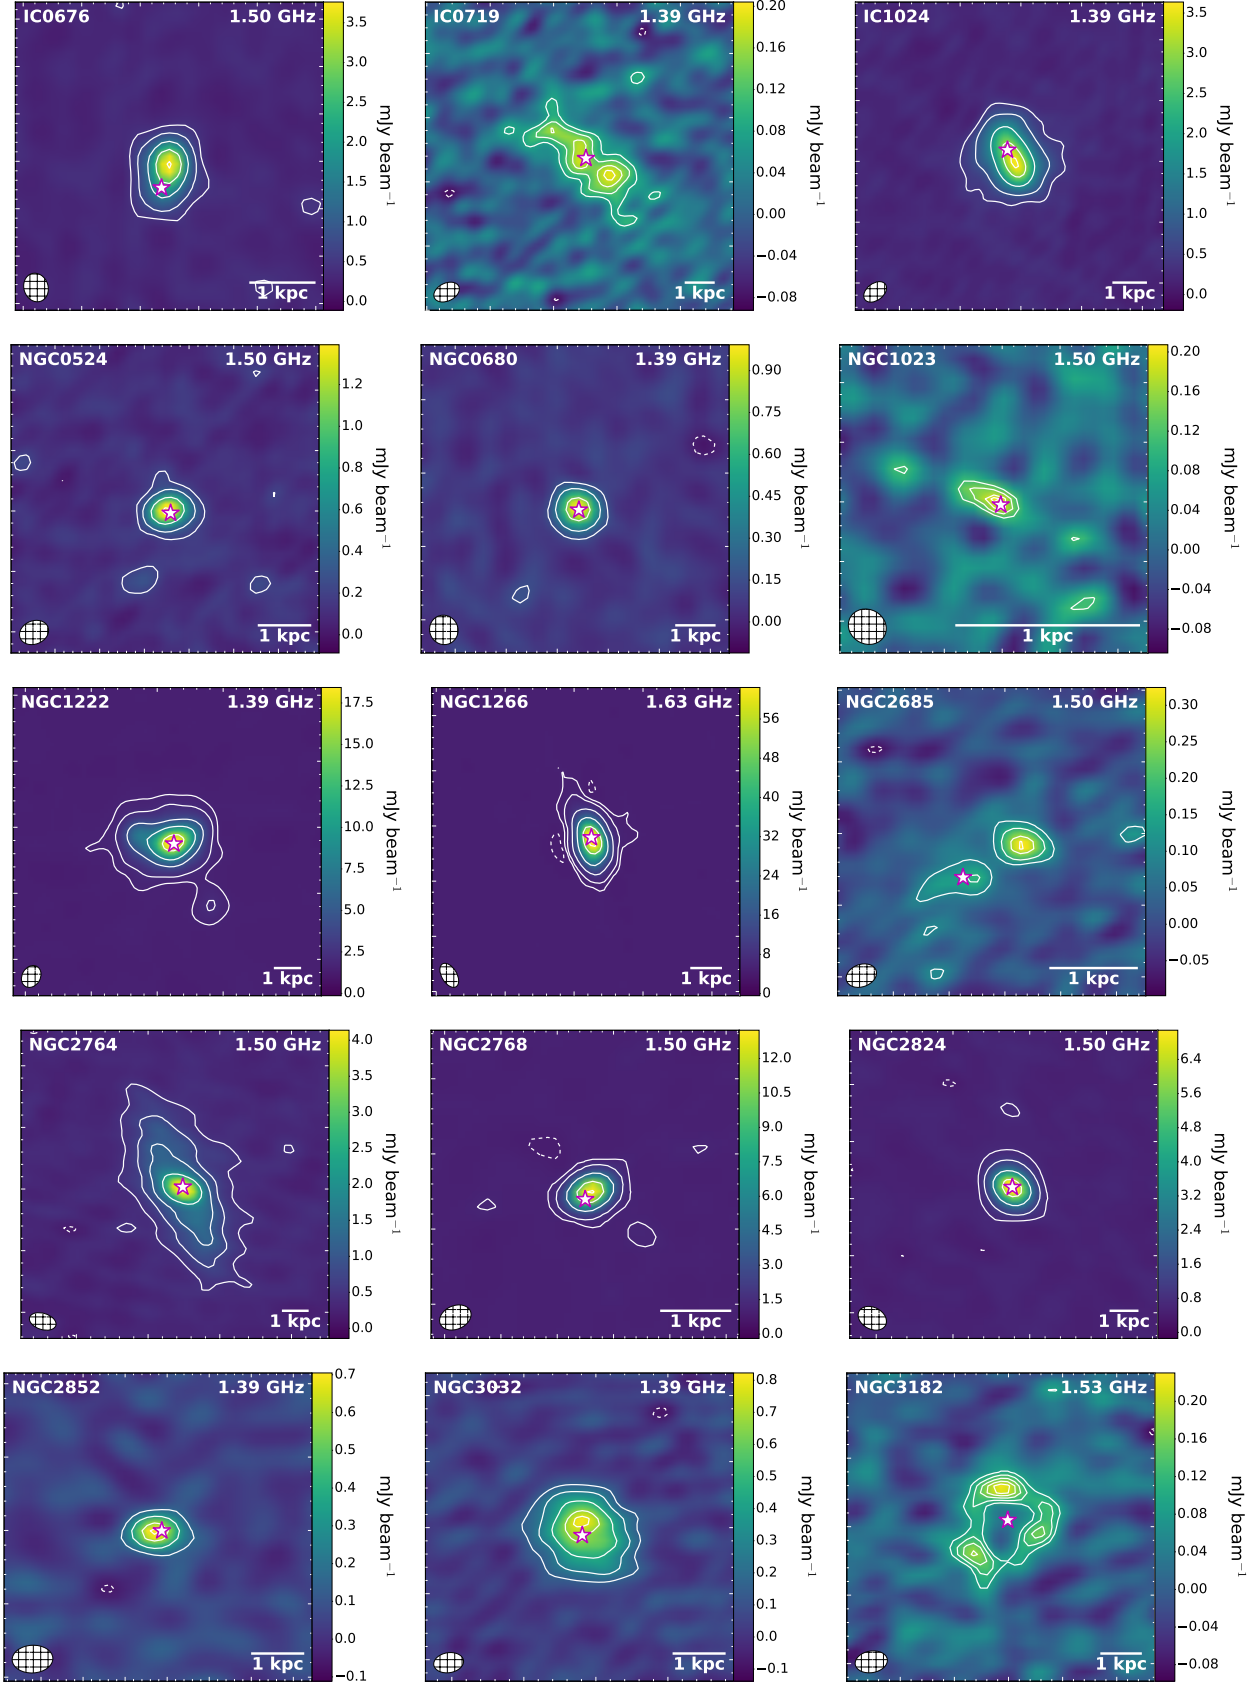 IC0676 1.50 GHz
3.5
3.0
2.5
2.0
1.5
1.0
0.5
0.0
mJy beam−1
1 kpc
IC0719 1.39 GHz
0.20
0.16
0.12
0.08
0.04
0.00
−0.04
−0.08
mJy beam−1
1 kpc
IC1024 1.39 GHz
3.5
3.0
2.5
2.0
1.5
1.0
0.5
0.0
mJy beam−1
1 kpc
NGC0524 1.50 GHz
1.2
1.0
0.8
0.6
0.4
0.2
0.0
mJy beam−1
1 kpc
NGC0680 1.39 GHz
0.90
0.75
0.60
0.45
0.30
0.15
0.00
mJy beam−1
1 kpc
NGC1023 1.50 GHz
0.20
0.16
0.12
0.08
0.04
0.00
−0.04
−0.08
mJy beam−1
1 kpc
NGC1222 1.39 GHz
17.5
15.0
12.5
10.0
7.5
5.0
2.5
0.0
mJy beam−1
1 kpc
NGC1266 1.63 GHz
56
48
40
32
24
16
8
0
mJy beam−1
1 kpc
NGC2685 1.50 GHz
0.30
0.25
0.20
0.15
0.10
0.05
0.00
−0.05
mJy beam−1
1 kpc
NGC2764 1.50 GHz
4.0
3.5
3.0
2.5
2.0
1.5
1.0
0.5
0.0
mJy beam−1
1 kpc
NGC2768 1.50 GHz
12.0
10.5
9.0
7.5
6.0
4.5
3.0
1.5
0.0
mJy beam−1
1 kpc
NGC2824 1.50 GHz
6.4
5.6
4.8
4.0
3.2
2.4
1.6
0.8
0.0
mJy beam−1
1 kpc
NGC2852 1.39 GHz
0.7
0.6
0.5
0.4
0.3
0.2
0.1
0.0
−0.1
mJy beam−1
1 kpc
NGC3032 1.39 GHz
0.8
0.7
0.6
0.5
0.4
0.3
0.2
0.1
0.0
−0.1
mJy beam−1
1 kpc
NGC3182 1.53 GHz
0.20
0.16
0.12
0.08
0.04
0.00
−0.04
−0.08
mJy beam−1
1 kpc